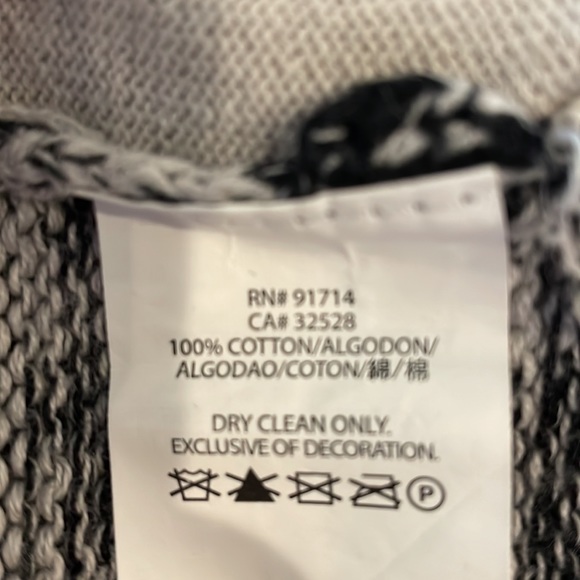 RN# 91714
CA# 32528
100% COTTON/ALGODON/
ALGODAO/COTON/綿/棉
DRY CLEAN ONLY.
EXCLUSIVE OF DECORATION.
P